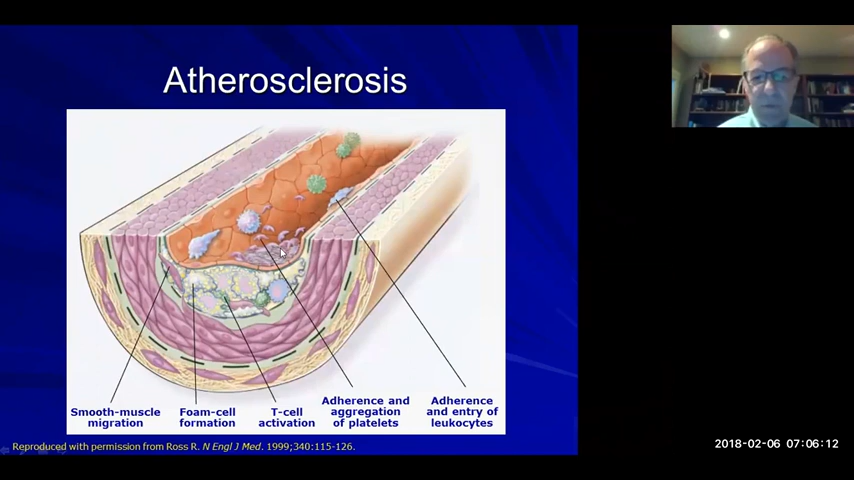 Atherosclerosis
Smooth-muscle
migration
Foam-cell
formation
T-cell
activation
Adherence and
aggregation
of platelets
Adherence
and entry of
leukocytes
Reproduced with permission from Ross R. N Engl J Med. 1999;340:115-126.
2018-02-06 07:06:12